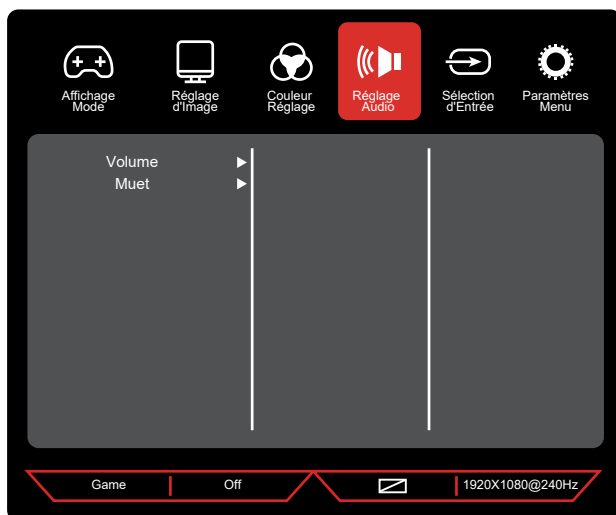 Affichage
Mode
Réglage
d'Image
Couleur
Réglage
Réglage
Audio
Sélection
d'Entrée
Paramètres
Menu
Volume
Muet
Game
Off
1920X1080@240Hz